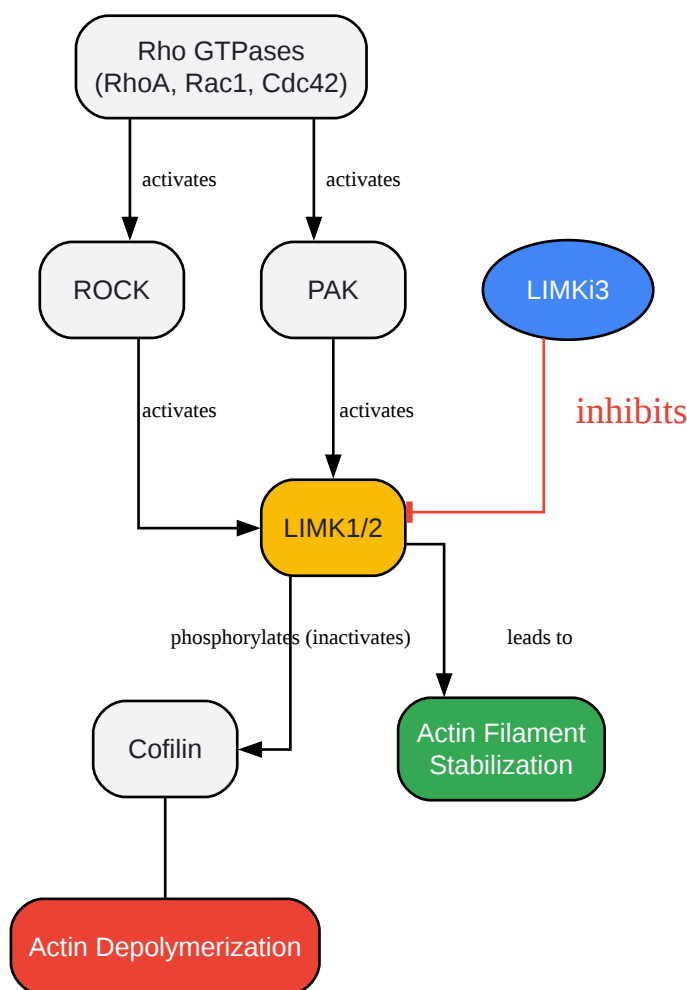 Rho GTPases
(RhoA, Rac1, Cdc42)
activates
activates
ROCK
PAK
LIMKi3
activates
activates
inhibits
LIMK1/2
phosphorylates (inactivates)
leads to
Cofilin
Actin Filament
Stabilization
Actin Depolymerization